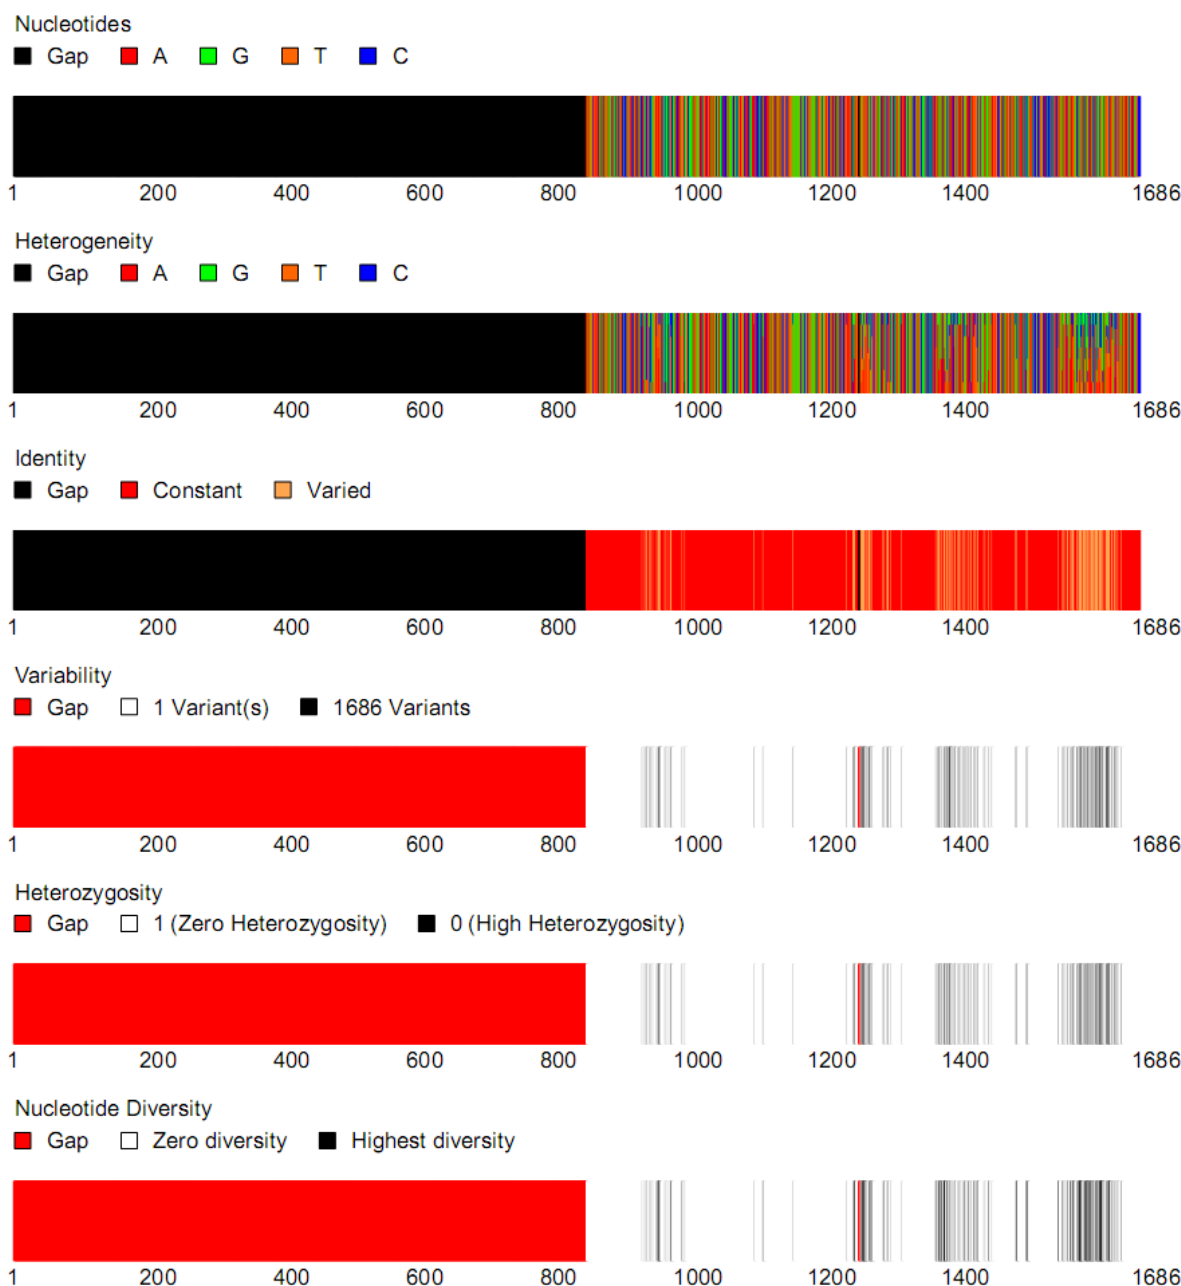 Nucleotides
Gap A G T C
1 200 400 600 800 1000 1200 1400 1686
Heterogeneity
Gap A G T C
1 200 400 600 800 1000 1200 1400 1686
Identity
Gap Constant Varied
1 200 400 600 800 1000 1200 1400 1686
Variability
Gap 1 Variant(s) 1686 Variants
1 200 400 600 800 1000 1200 1400 1686
Heterozygosity
Gap 1 (Zero Heterozygosity) 0 (High Heterozygosity)
1 200 400 600 800 1000 1200 1400 1686
Nucleotide Diversity
Gap Zero diversity Highest diversity
1 200 400 600 800 1000 1200 1400 1686